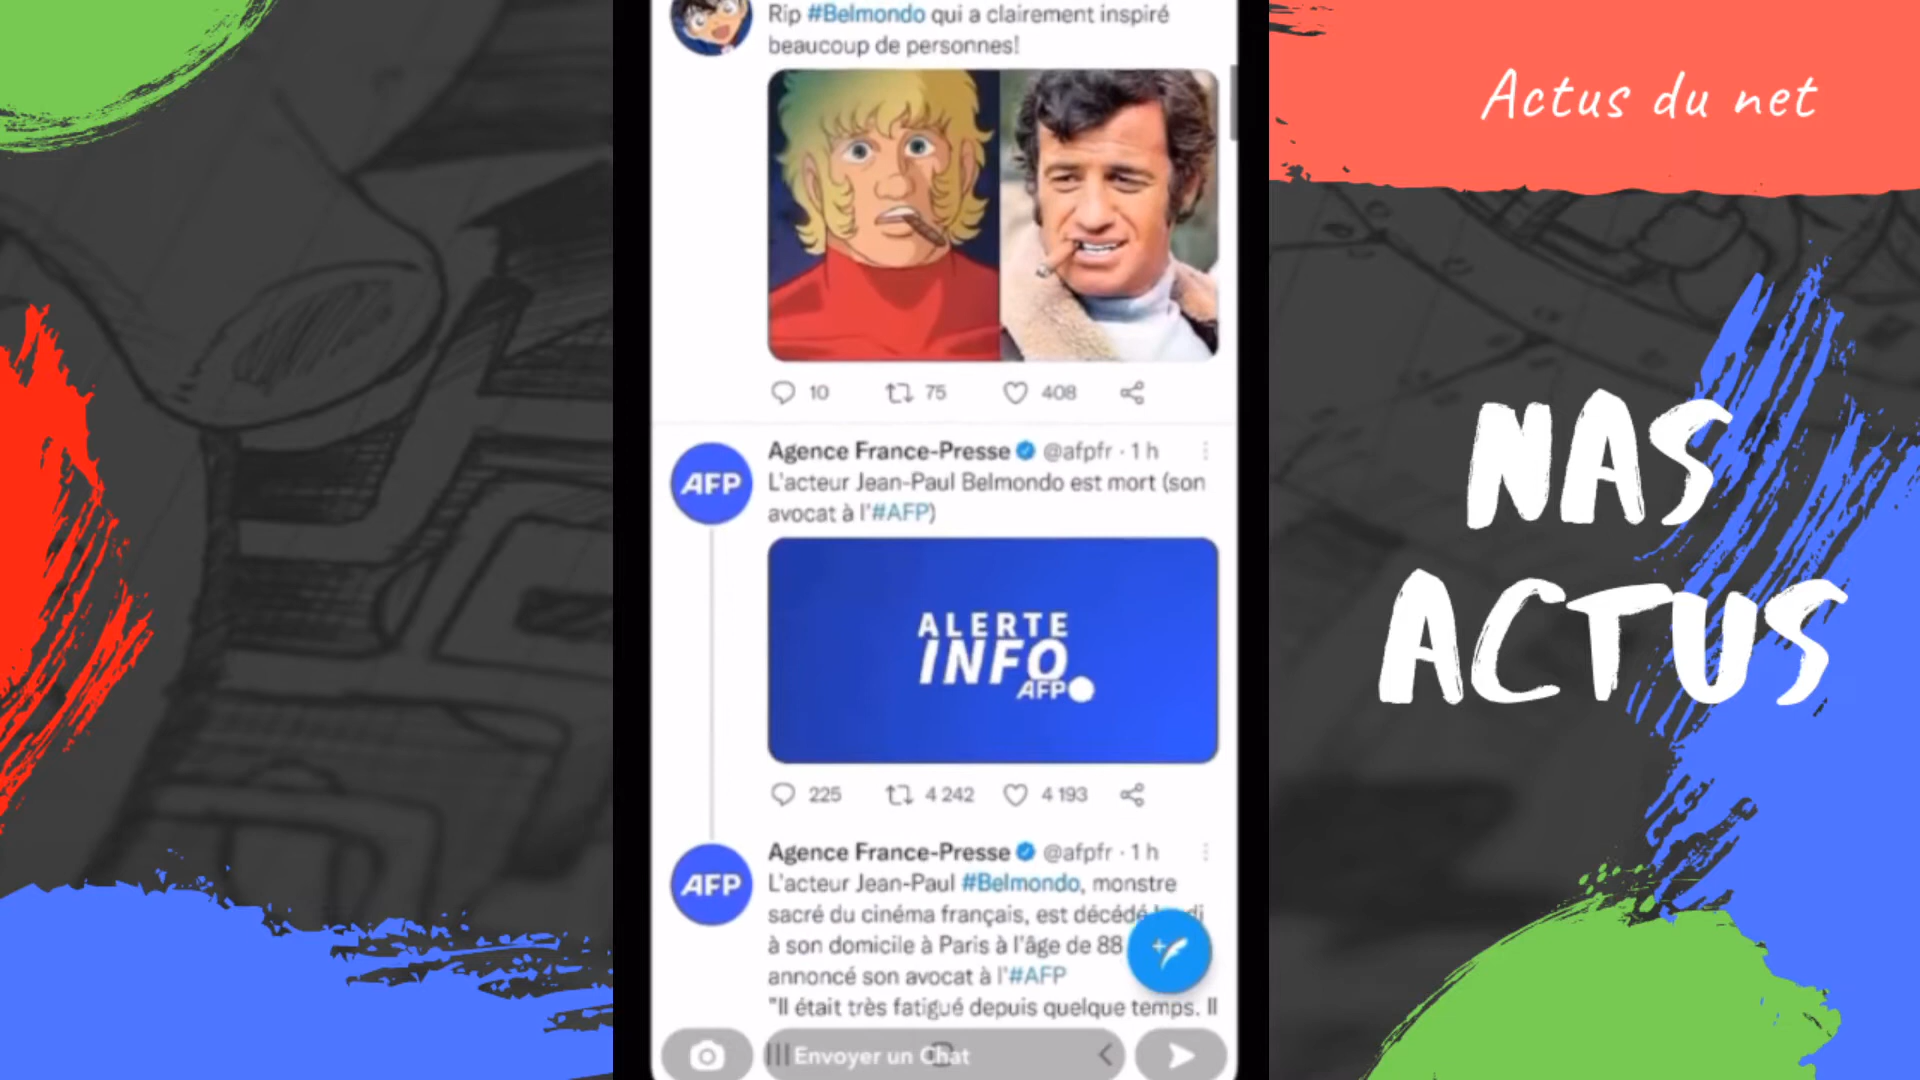 Rip #Belmondo qui a clairement inspiré
beaucoup de personnes!
10 75 408
Agence France-Presse @afpfr · 1 h
AFP
L'acteur Jean-Paul Belmondo est mort (son
avocat à l'#AFP)
ALERTE
INFO
AFP
225 4 242 4 193
Agence France-Presse @afpfr · 1 h
AFP
L'acteur Jean-Paul #Belmondo, monstre
sacré du cinéma français, est décédé
à son domicile à Paris à l'âge de 88
annoncé son avocat à l'#AFP
"Il était très fatigué depuis quelque temps. Il
Envoyer un Chat
Actus du net
NAS
ACTUS